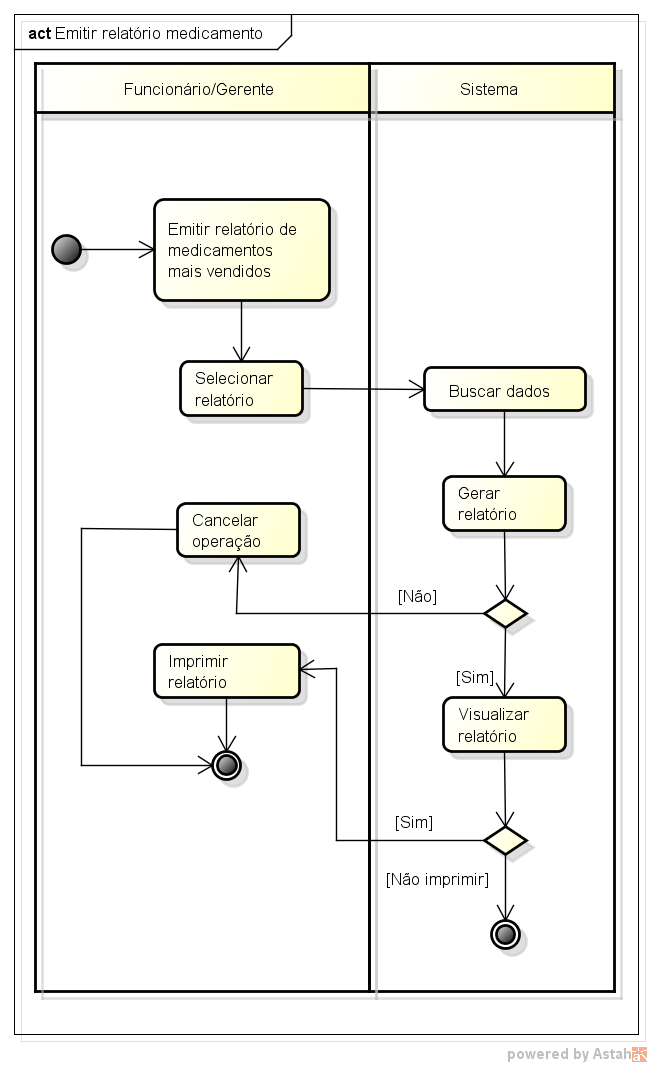 act Emitir relatório medicamento
Funcionário/Gerente
Sistema
Emitir relatório de
medicamentos
mais vendidos
Selecionar
relatório
Buscar dados
Gerar
relatório
Cancelar
operação
[Não]
Imprimir
relatório
[Sim]
Visualizar
relatório
[Sim]
[Não imprimir]
powered by Astah